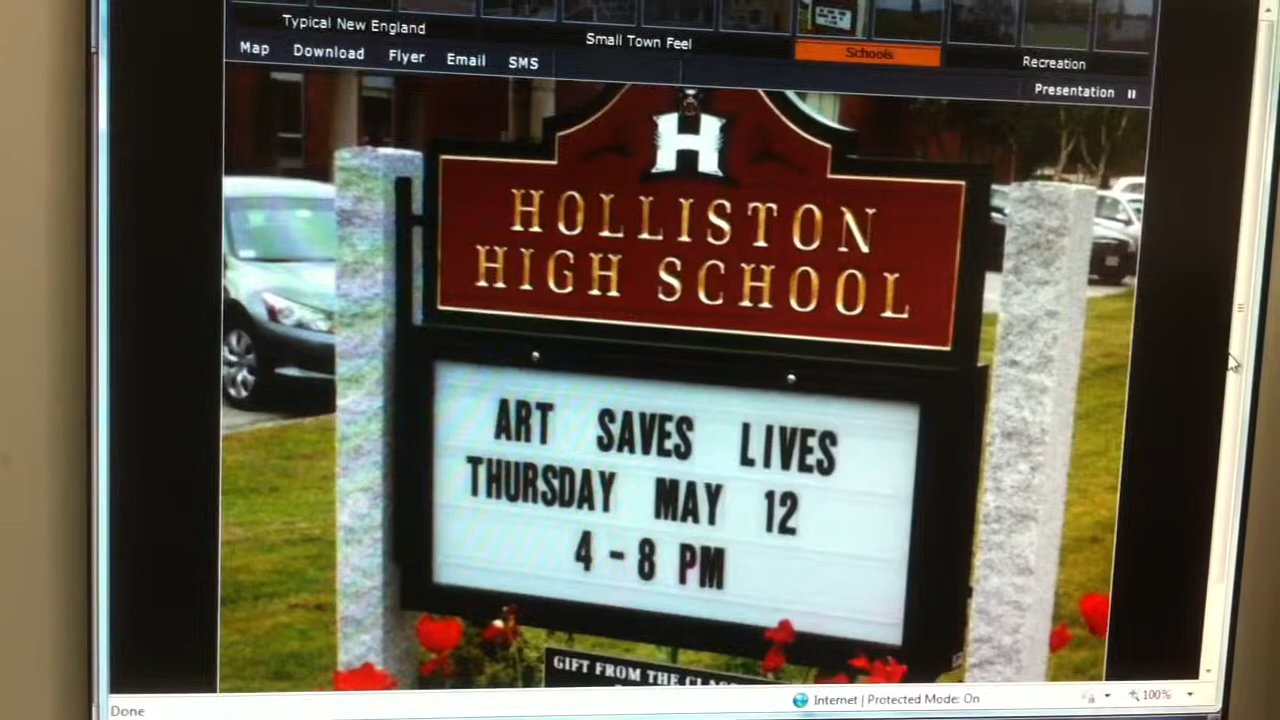 Typical New England
Small Town Feel
Schools
Recreation
Map Download Flyer Email SMS
Presentation
H
HOLLISTON
HIGH SCHOOL
ART SAVES LIVES
THURSDAY MAY 12
4 - 8 PM
GIFT FROM THE
Done
Internet | Protected Mode: On
100%